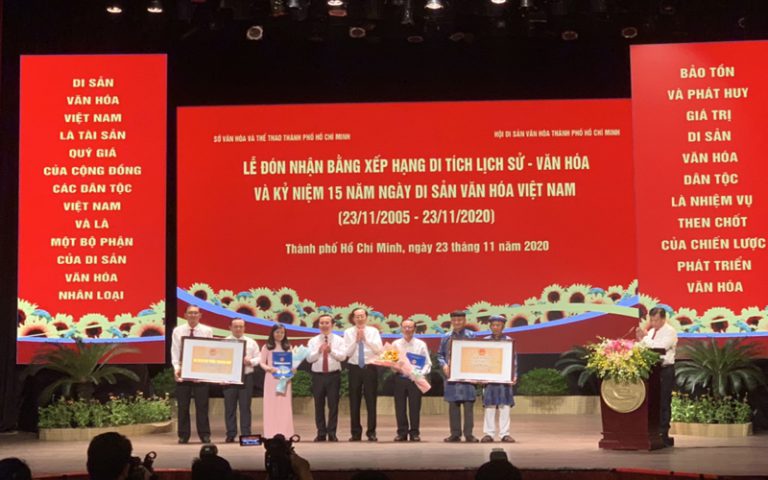 DI SẢN
VĂN HÓA
VIỆT NAM
LÀ TÀI SẢN
QUÝ GIÁ
CỦA CỘNG ĐỒNG
CÁC DÂN TỘC
VIỆT NAM
VÀ LÀ
MỘT BỘ PHẬN
CỦA DI SẢN
VĂN HÓA
NHÂN LOẠI
SỞ VĂN HÓA VÀ THỂ THAO THÀNH PHỐ HỒ CHÍ MINH
HỘI DI SẢN VĂN HÓA THÀNH PHỐ HỒ CHÍ MINH
LỄ ĐÓN NHẬN BẰNG XẾP HẠNG DI TÍCH LỊCH SỬ - VĂN HÓA
VÀ KỶ NIỆM 15 NĂM NGÀY DI SẢN VĂN HÓA VIỆT NAM
(23/11/2005 - 23/11/2020)
Thành phố Hồ Chí Minh, ngày 23 tháng 11 năm 2020
BẢO TỒN
VÀ PHÁT HUY
GIÁ TRỊ
DI SẢN
VĂN HÓA
DÂN TỘC
LÀ NHIỆM VỤ
THEN CHỐT
CỦA CHIẾN LƯỢC
PHÁT TRIỂN
VĂN HÓA